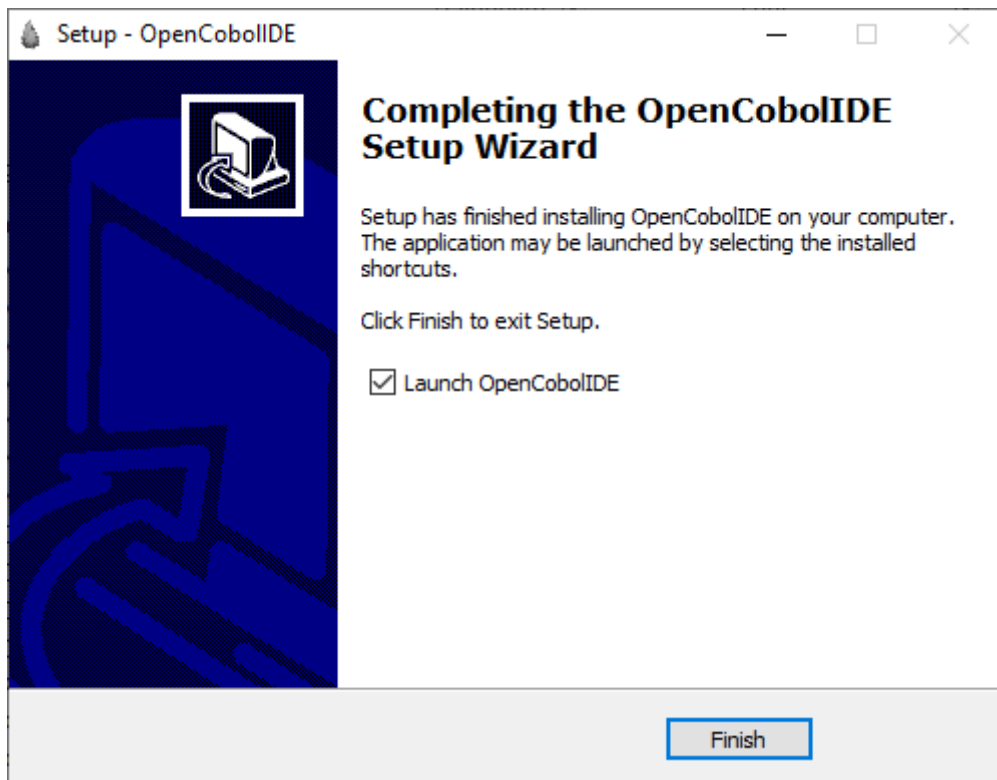 Setup - OpenCobolIDE
Completing the OpenCobolIDE
Setup Wizard
Setup has finished installing OpenCobolIDE on your computer.
The application may be launched by selecting the installed
shortcuts.
Click Finish to exit Setup.
Launch OpenCobolIDE
Finish